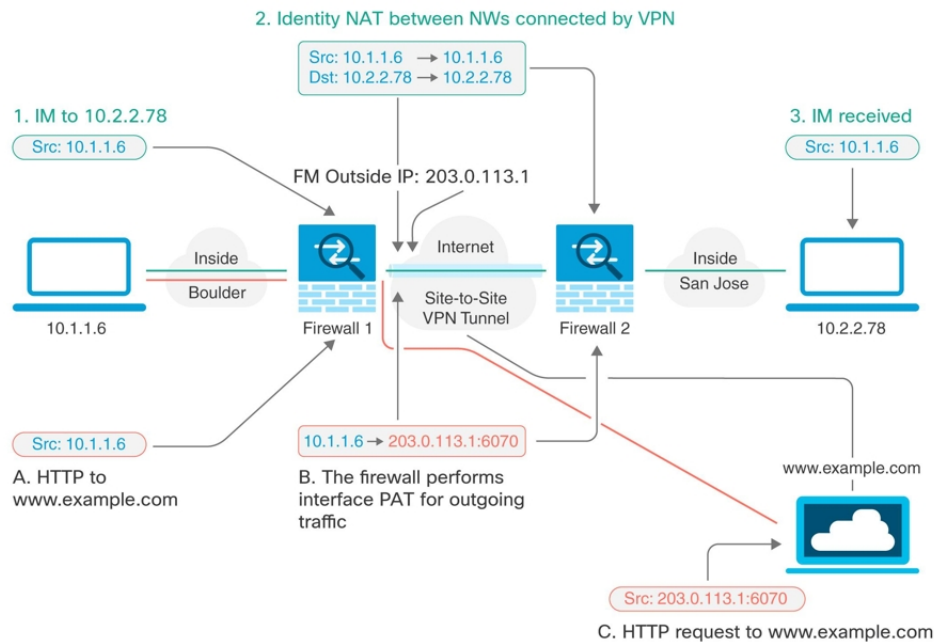 2. Identity NAT between NWs connected by VPN
Src: 10.1.1.6 → 10.1.1.6
Dst: 10.2.2.78 → 10.2.2.78
1. IM to 10.2.2.78
Src: 10.1.1.6
3. IM received
Src: 10.1.1.6
FM Outside IP: 203.0.113.1
Inside
Boulder
Internet
Site-to-Site
VPN Tunnel
Inside
San Jose
10.1.1.6
Firewall 1
Firewall 2
10.2.2.78
Src: 10.1.1.6
A. HTTP to
www.example.com
10.1.1.6 → 203.0.113.1:6070
B. The firewall performs
interface PAT for outgoing
traffic
www.example.com
Src: 203.0.113.1:6070
C. HTTP request to www.example.com